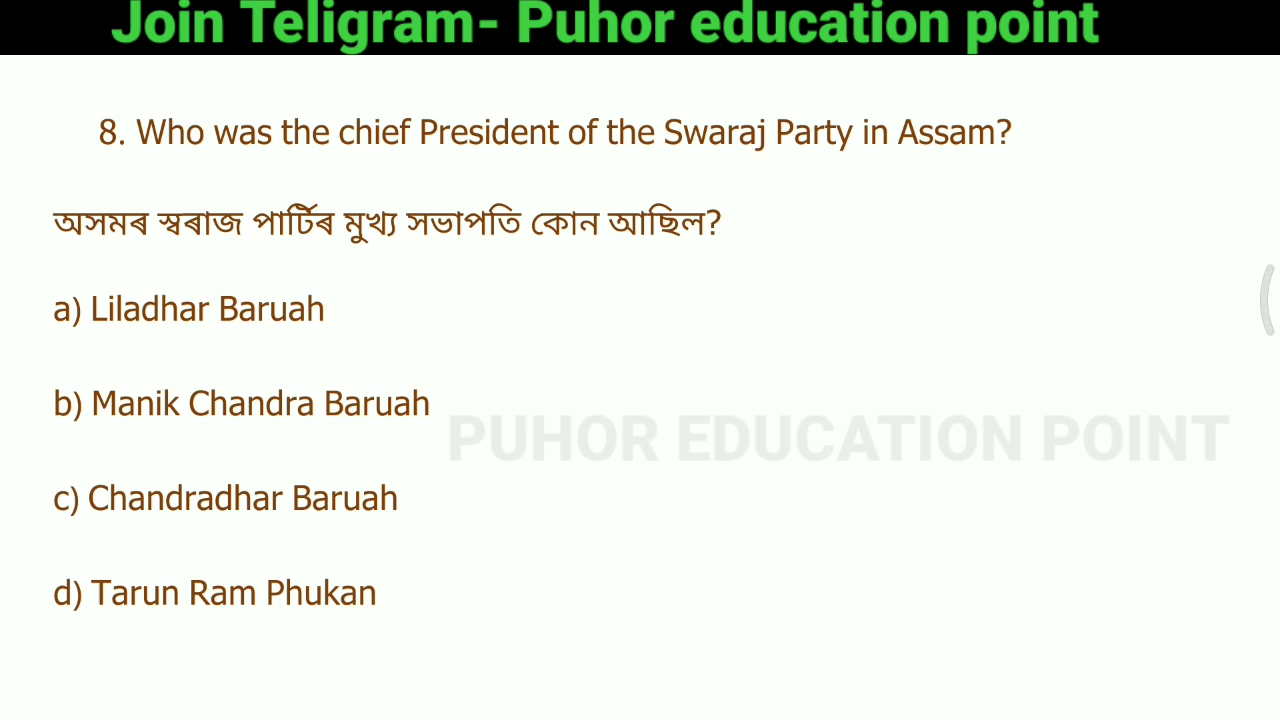 Join Teligram- Puhor education point
8. Who was the chief President of the Swaraj Party in Assam?
অসমৰ স্বৰাজ পাৰ্টিৰ মুখ্য সভাপতি কোন আছিল?
a) Liladhar Baruah
b) Manik Chandra Baruah
PUHOR EDUCATION POINT
c) Chandradhar Baruah
d) Tarun Ram Phukan